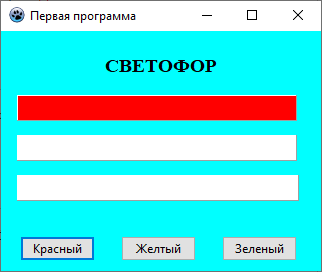 Первая программа
СВЕТОФОР
Красный
Желтый
Зеленый